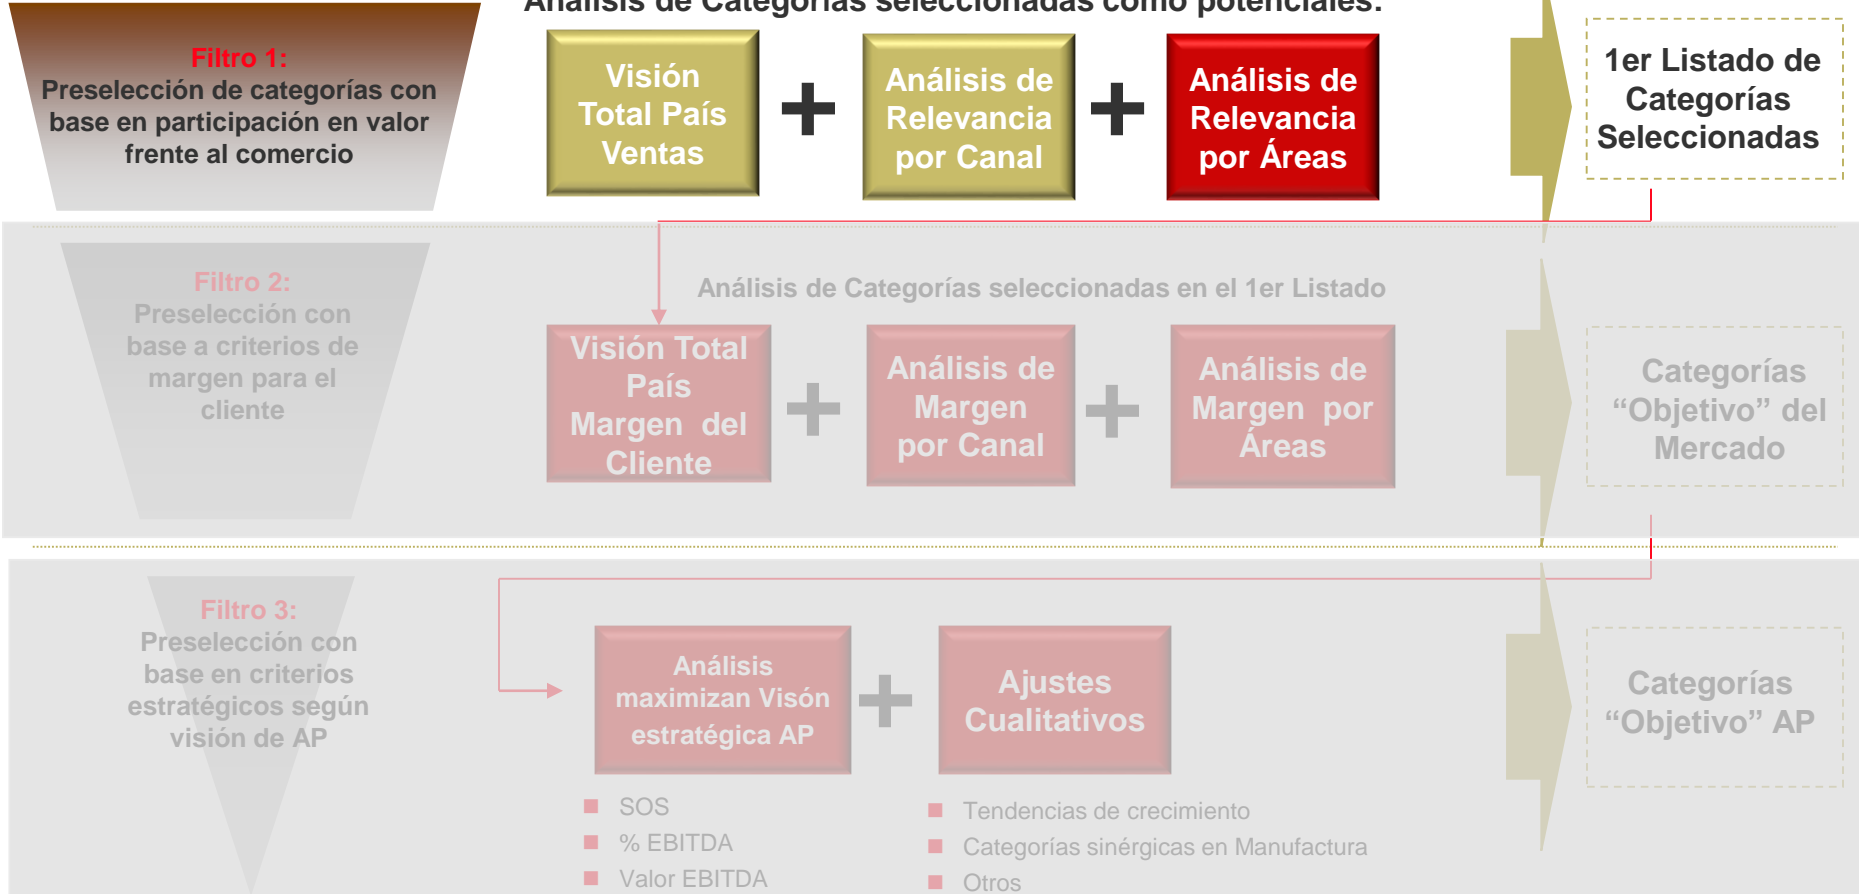 Análisis de Categorías seleccionadas como potenciales:
Filtro 1:
Preselección de categorías con
base en participación en valor
frente al comercio
Visión
Total País
Ventas
+
Análisis de
Relevancia
por Canal
+
Análisis de
Relevancia
por Áreas
1er Listado de
Categorías
Seleccionadas
Filtro 2:
Preselección con
base a criterios de
margen para el
cliente
Análisis de Categorías seleccionadas en el 1er Listado
Visión Total
País
Margen del
Cliente
+
Análisis de
Margen
por Canal
+
Análisis de
Margen por
Áreas
Categorías
“Objetivo” del
Mercado
Filtro 3:
Preselección con
base en criterios
estratégicos según
visión de AP
Análisis
maximizan Visón
estratégica AP
+
Ajustes
Cualitativos
Categorías
“Objetivo” AP
SOS
% EBITDA
Valor EBITDA
Tendencias de crecimiento
Categorías sinérgicas en Manufactura
Otros